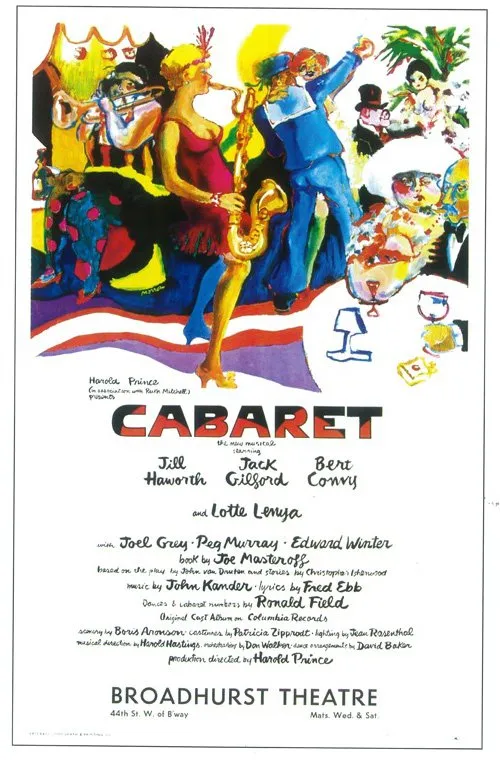 Morrow
Harold Prince
(in association with Ruth Mitchell)
presents
CABARET
the new musical
starring
Jill Haworth
Jack Gilford
Bert Convy
and Lotte Lenya
with Joel Grey · Peg Murray · Edward Winter
book by Joe Masteroff
based on the play by John van Druten and stories by Christopher Isherwood
music by John Kander · lyrics by Fred Ebb
Dances & cabaret numbers by Ronald Field
Original Cast Album on Columbia Records
scenery by Boris Aronson · costumes by Patricia Zipprodt · lighting by Jean Rosenthal
musical direction by Harold Hastings · orchestration by Don Walker · dance arrangements by David Baker
production directed by Harold Prince
BROADHURST THEATRE
44th St. W. of B'way
Mats. Wed. & Sat.